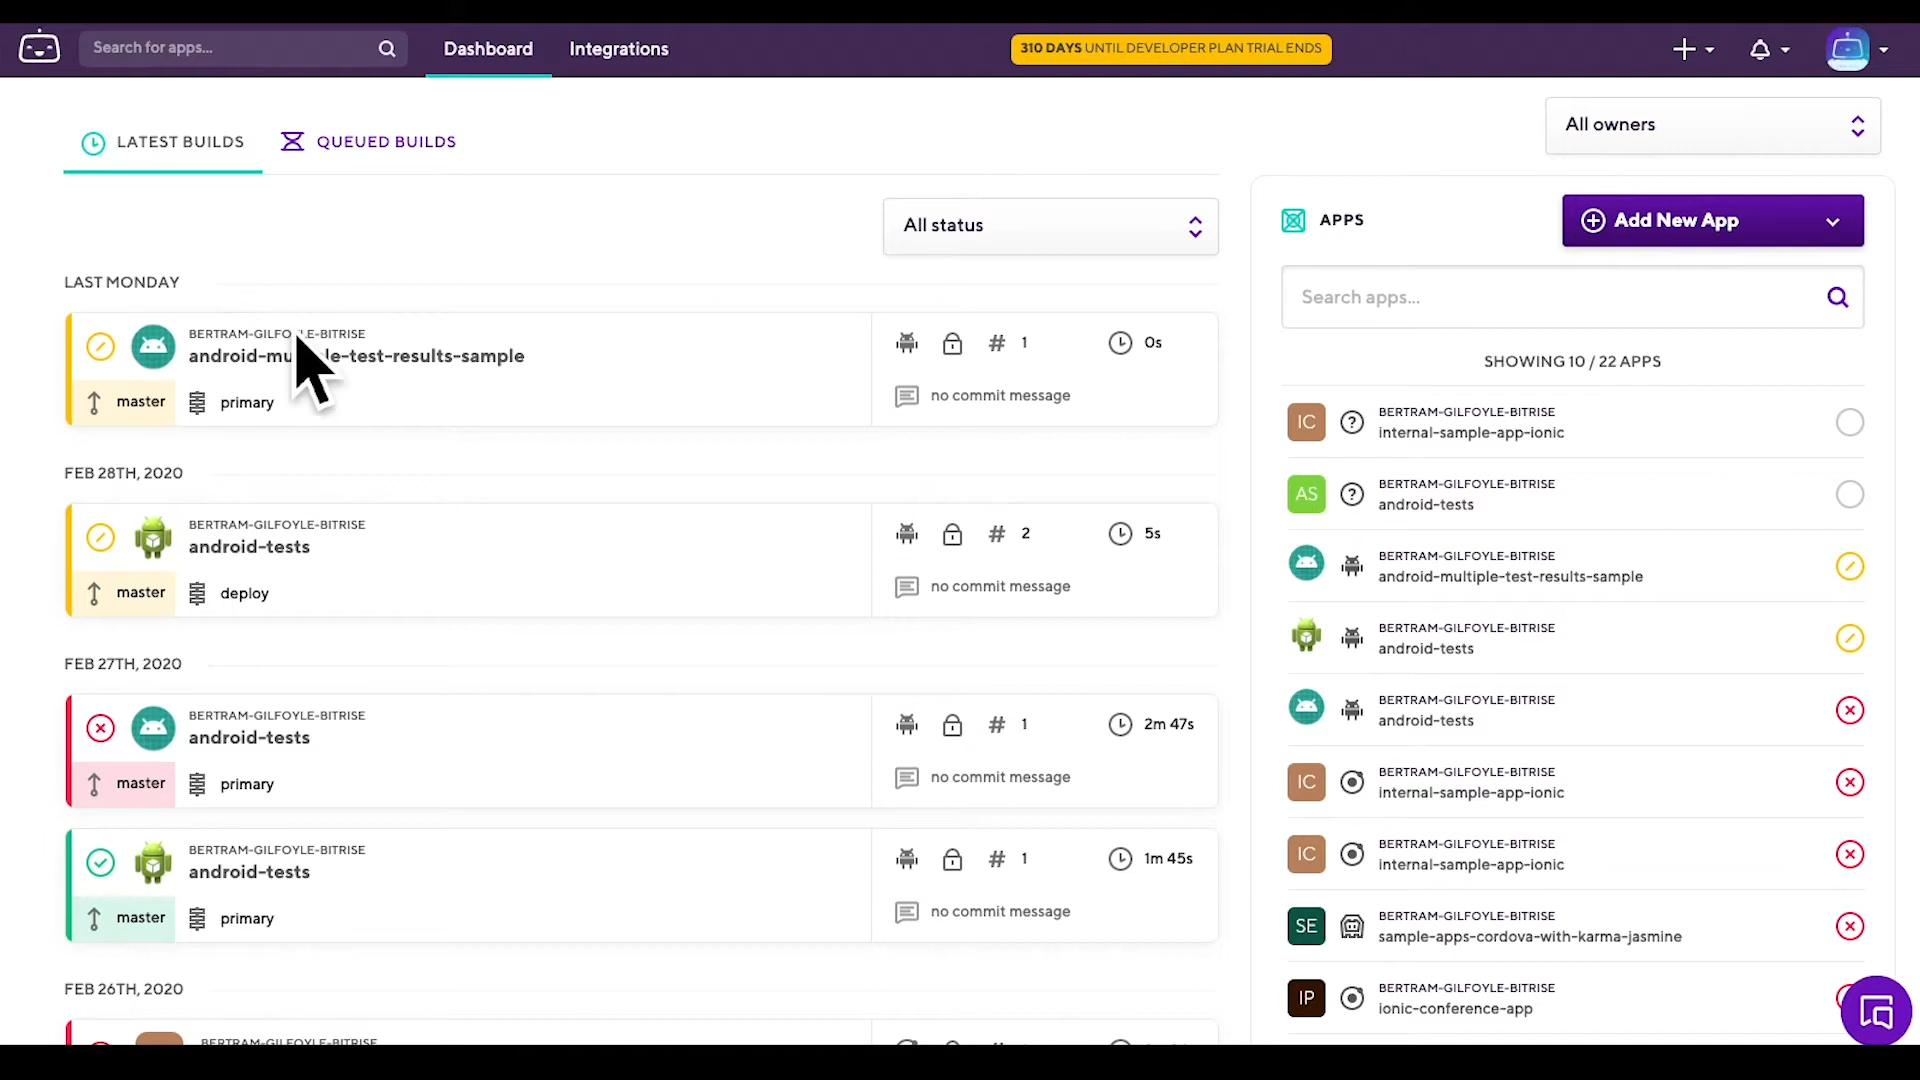 Search for apps...
Dashboard
Integrations
310 DAYS UNTIL DEVELOPER PLAN TRIAL ENDS
All owners
LATEST BUILDS
QUEUED BUILDS
All status
LAST MONDAY
BERTRAM-GILFOYLE-BITRISE
# 1
0s
master
primary
no commit message
FEB 28TH, 2020
BERTRAM-GILFOYLE-BITRISE
android-tests
# 2
5s
master
deploy
no commit message
FEB 27TH, 2020
BERTRAM-GILFOYLE-BITRISE
android-tests
# 1
2m 47s
master
primary
no commit message
BERTRAM-GILFOYLE-BITRISE
android-tests
# 1
1m 45s
master
primary
no commit message
FEB 26TH, 2020
BERTRAM-GILFOYLE-BITRISE
APPS
Add New App
Search apps...
SHOWING 10 / 22 APPS
IC
BERTRAM-GILFOYLE-BITRISE
internal-sample-app-ionic
AS
BERTRAM-GILFOYLE-BITRISE
android-tests
BERTRAM-GILFOYLE-BITRISE
android-multiple-test-results-sample
BERTRAM-GILFOYLE-BITRISE
android-tests
BERTRAM-GILFOYLE-BITRISE
android-tests
IC
BERTRAM-GILFOYLE-BITRISE
internal-sample-app-ionic
IC
BERTRAM-GILFOYLE-BITRISE
internal-sample-app-ionic
SE
BERTRAM-GILFOYLE-BITRISE
sample-apps-cordova-with-karma-jasmine
IP
BERTRAM-GILFOYLE-BITRISE
ionic-conference-app